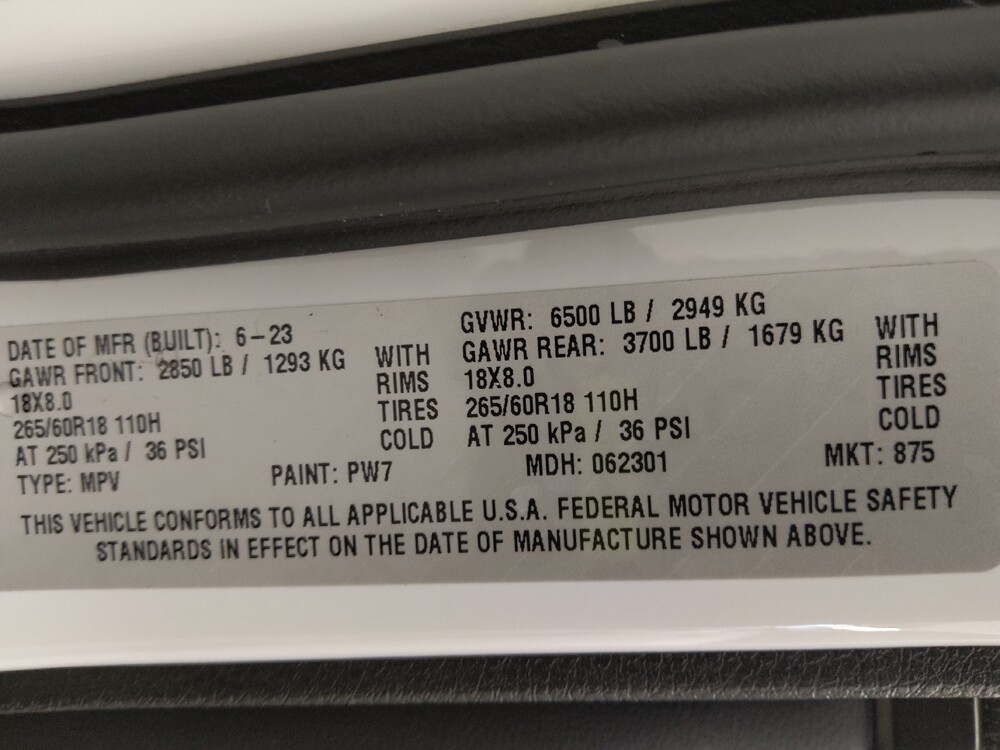 DATE OF MFR (BUILT): 6-23 GVWR: 6500 LB / 2949 KG
GAWR FRONT: 2850 LB / 1293 KG WITH GAWR REAR: 3700 LB / 1679 KG WITH
18X8.0 RIMS 18X8.0 RIMS
265/60R18 110H TIRES 265/60R18 110H TIRES
AT 250 kPa / 36 PSI COLD AT 250 kPa / 36 PSI COLD
TYPE: MPV PAINT: PW7 MDH: 062301 MKT: 875
THIS VEHICLE CONFORMS TO ALL APPLICABLE U.S.A. FEDERAL MOTOR VEHICLE SAFETY
STANDARDS IN EFFECT ON THE DATE OF MANUFACTURE SHOWN ABOVE.